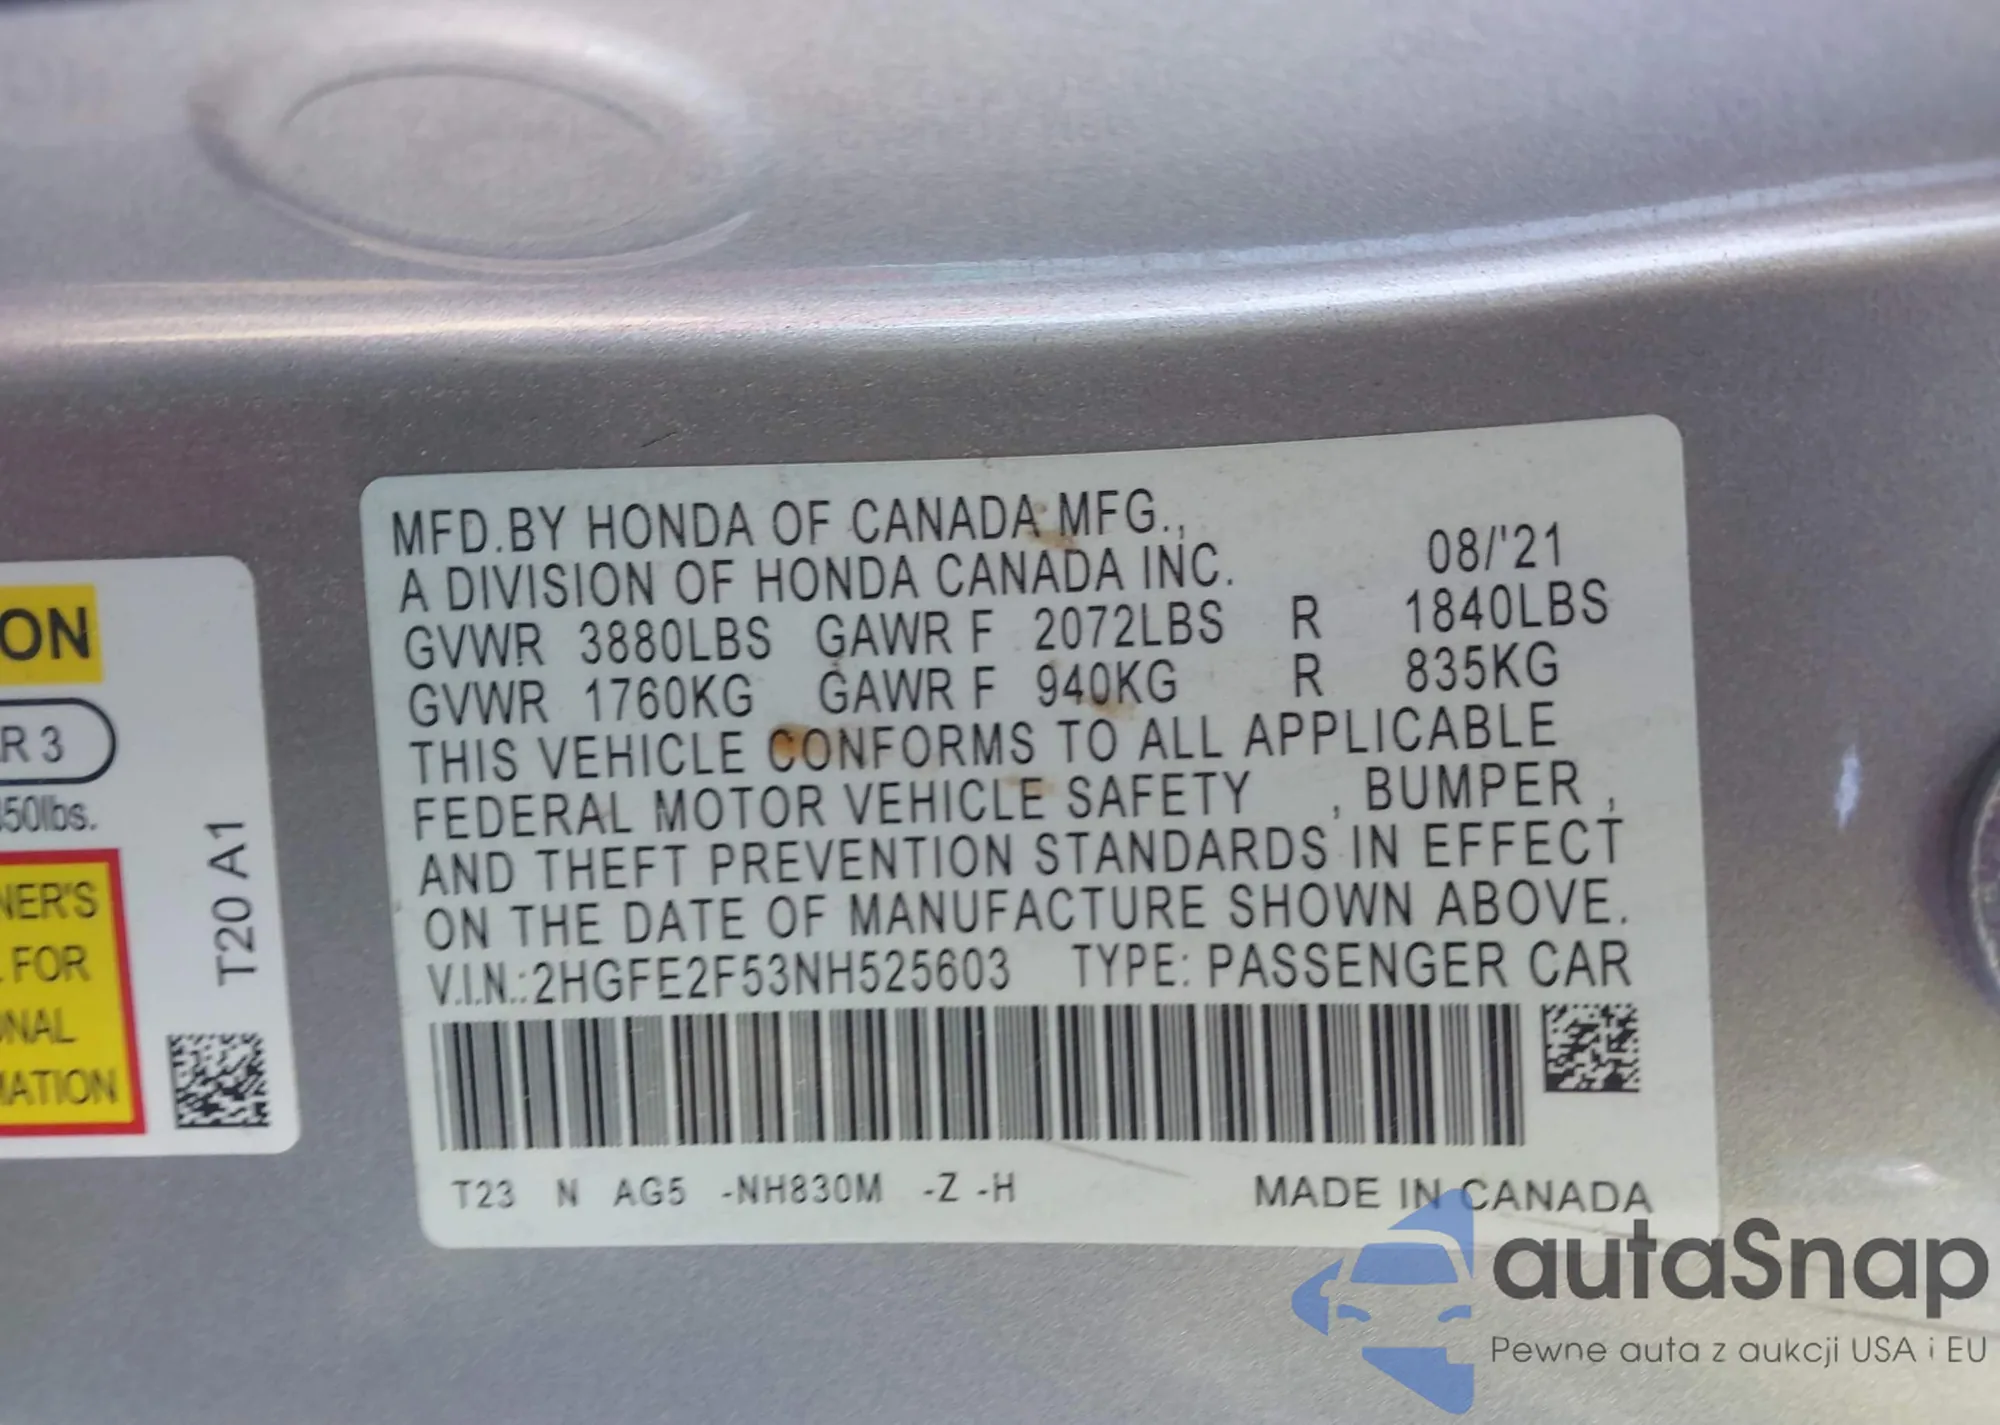 MFD.BY HONDA OF CANADA MFG.,
A DIVISION OF HONDA CANADA INC. 08/'21
GVWR 3880LBS GAWR F 2072LBS R 1840LBS
GVWR 1760KG GAWR F 940KG R 835KG
THIS VEHICLE CONFORMS TO ALL APPLICABLE
FEDERAL MOTOR VEHICLE SAFETY , BUMPER ,
AND THEFT PREVENTION STANDARDS IN EFFECT
ON THE DATE OF MANUFACTURE SHOWN ABOVE.
V.I.N.:2HGFE2F53NH525603 TYPE: PASSENGER CAR
T23 N AG5 -NH830M -Z -H MADE IN CANADA
ON
R 3
50lbs.
NER'S
FOR
ONAL
MATION
T20 A1
autaSnap
Pewne auta z aukcji USA i EU